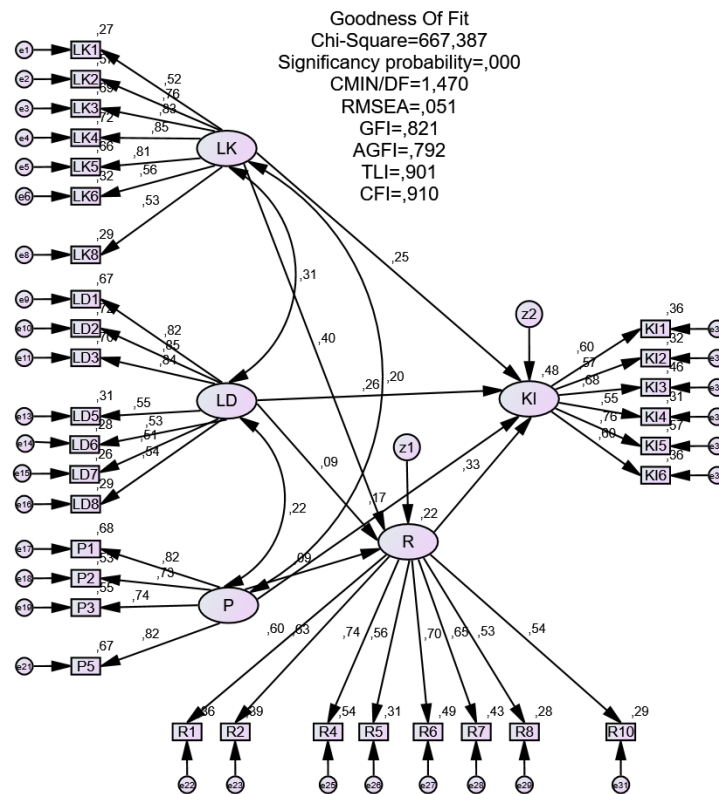 Goodness Of Fit
Chi-Square=667,387
Significancy probability=,000
CMIN/DF=1,470
RMSEA=,051
GFI=,821
AGFI=,792
TLI=,901
CFI=,910
,27
e1 LK1
,52
e2 LK2
,76
e3 LK3
,83
,72
e4 LK4
,85
,66
e5 LK5
,81
,32
e6 LK6
,56
,53
LK
,29
e8 LK8
,25
,31
,40
,67
e9 LD1
,82
e10 LD2
,85
e11 LD3
,84
LD
,26
,20
,31
e13 LD5
,55
e14 LD6
,53
,26
e15 LD7
,51
,29
e16 LD8
,54
,09
,22
z2
,48
KI
,36
KI1
,60
,32
KI2
,57
,46
KI3
,68
,31
KI4
,55
,57
KI5
,76
,36
KI6
z1
,33
,17
,22
R
,68
e17 P1
,82
e18 P2
,73
,55
e19 P3
,74
P
,67
e21 P5
,82
,60
,63
,74
,56
,70
,65
,53
,54
,54
,31
,49
,43
,28
,29
R1 R2 R4 R5 R6 R7 R8 R10
e22 e23 e25 e26 e27 e28 e29 e31